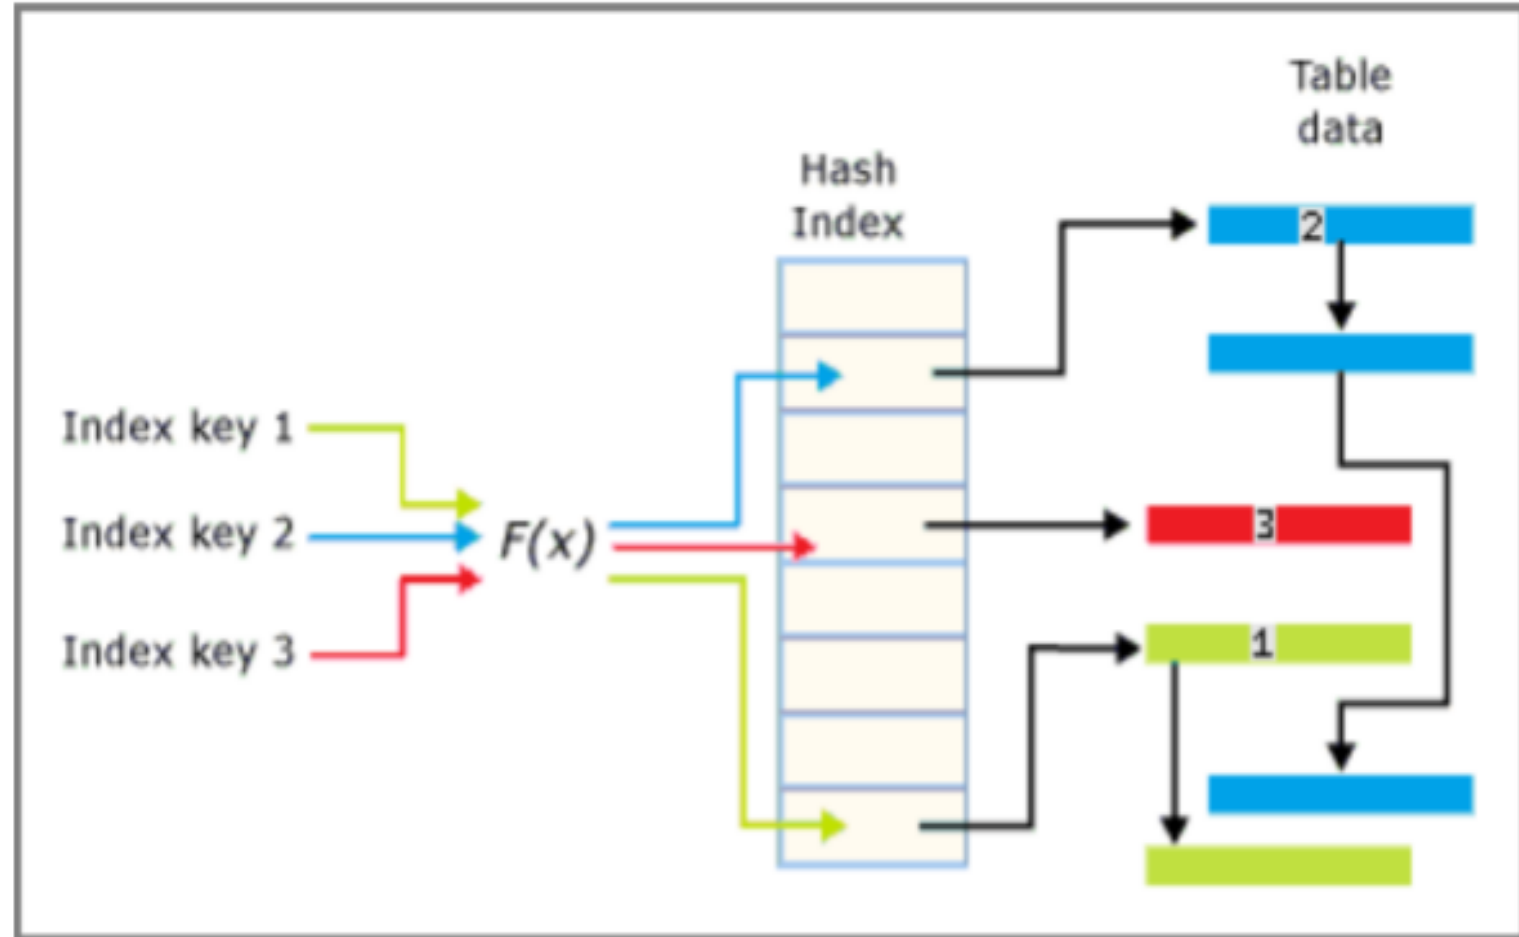 Table
data
Hash
Index
2
Index key 1
Index key 2
F(x)
3
Index key 3
1